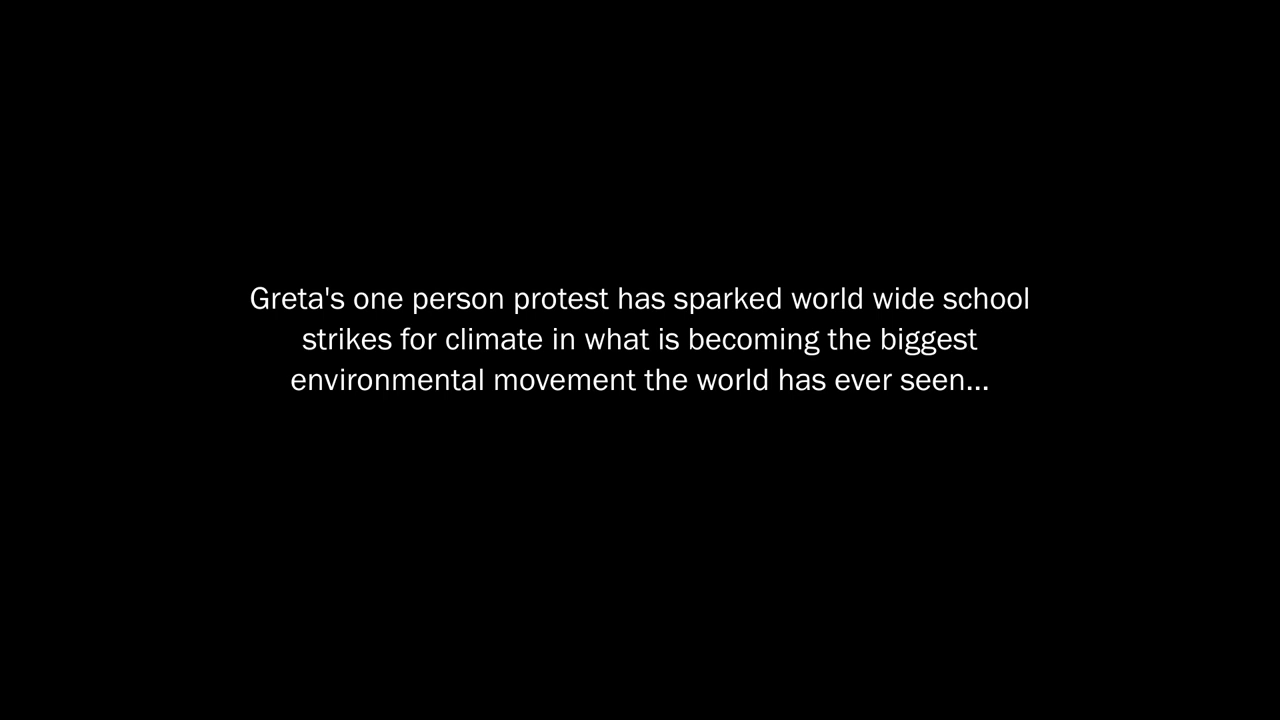 Greta's one person protest has sparked world wide school
strikes for climate in what is becoming the biggest
environmental movement the world has ever seen...